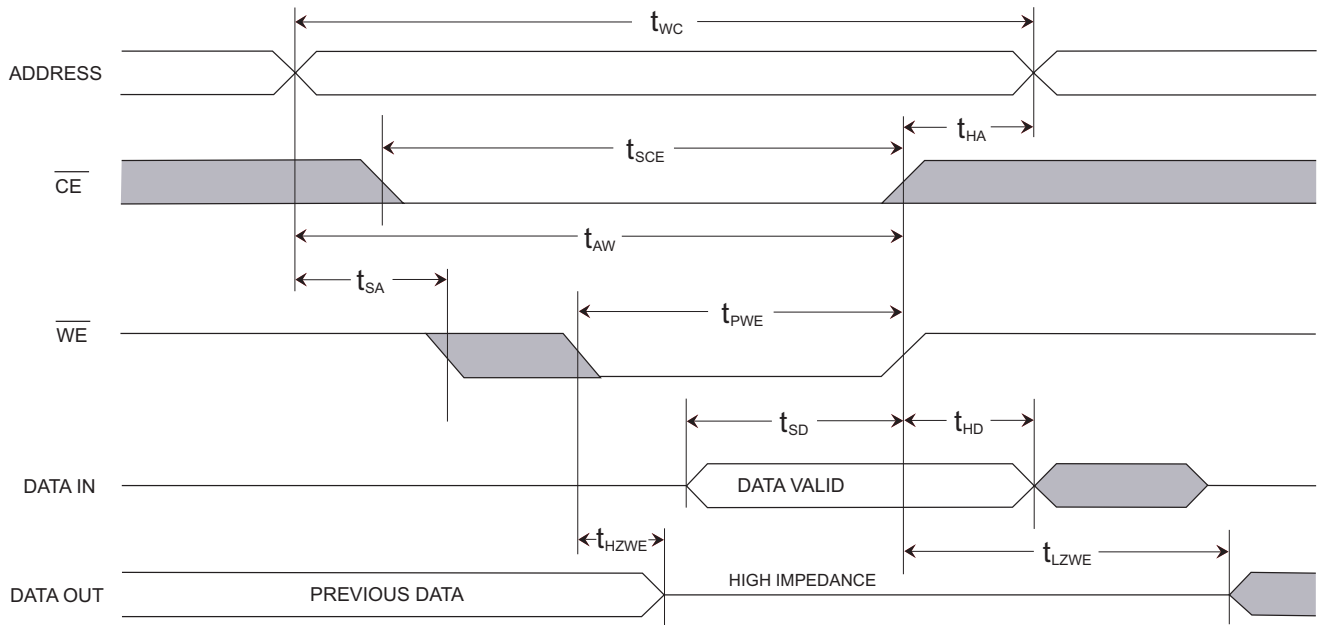 tWC
ADDRESS
tHA
tSCE
CE
tAW
tSA
tPWE
WE
tSD
tHD
DATA IN
DATA VALID
tHZWE
tLZWE
DATA OUT
PREVIOUS DATA
HIGH IMPEDANCE